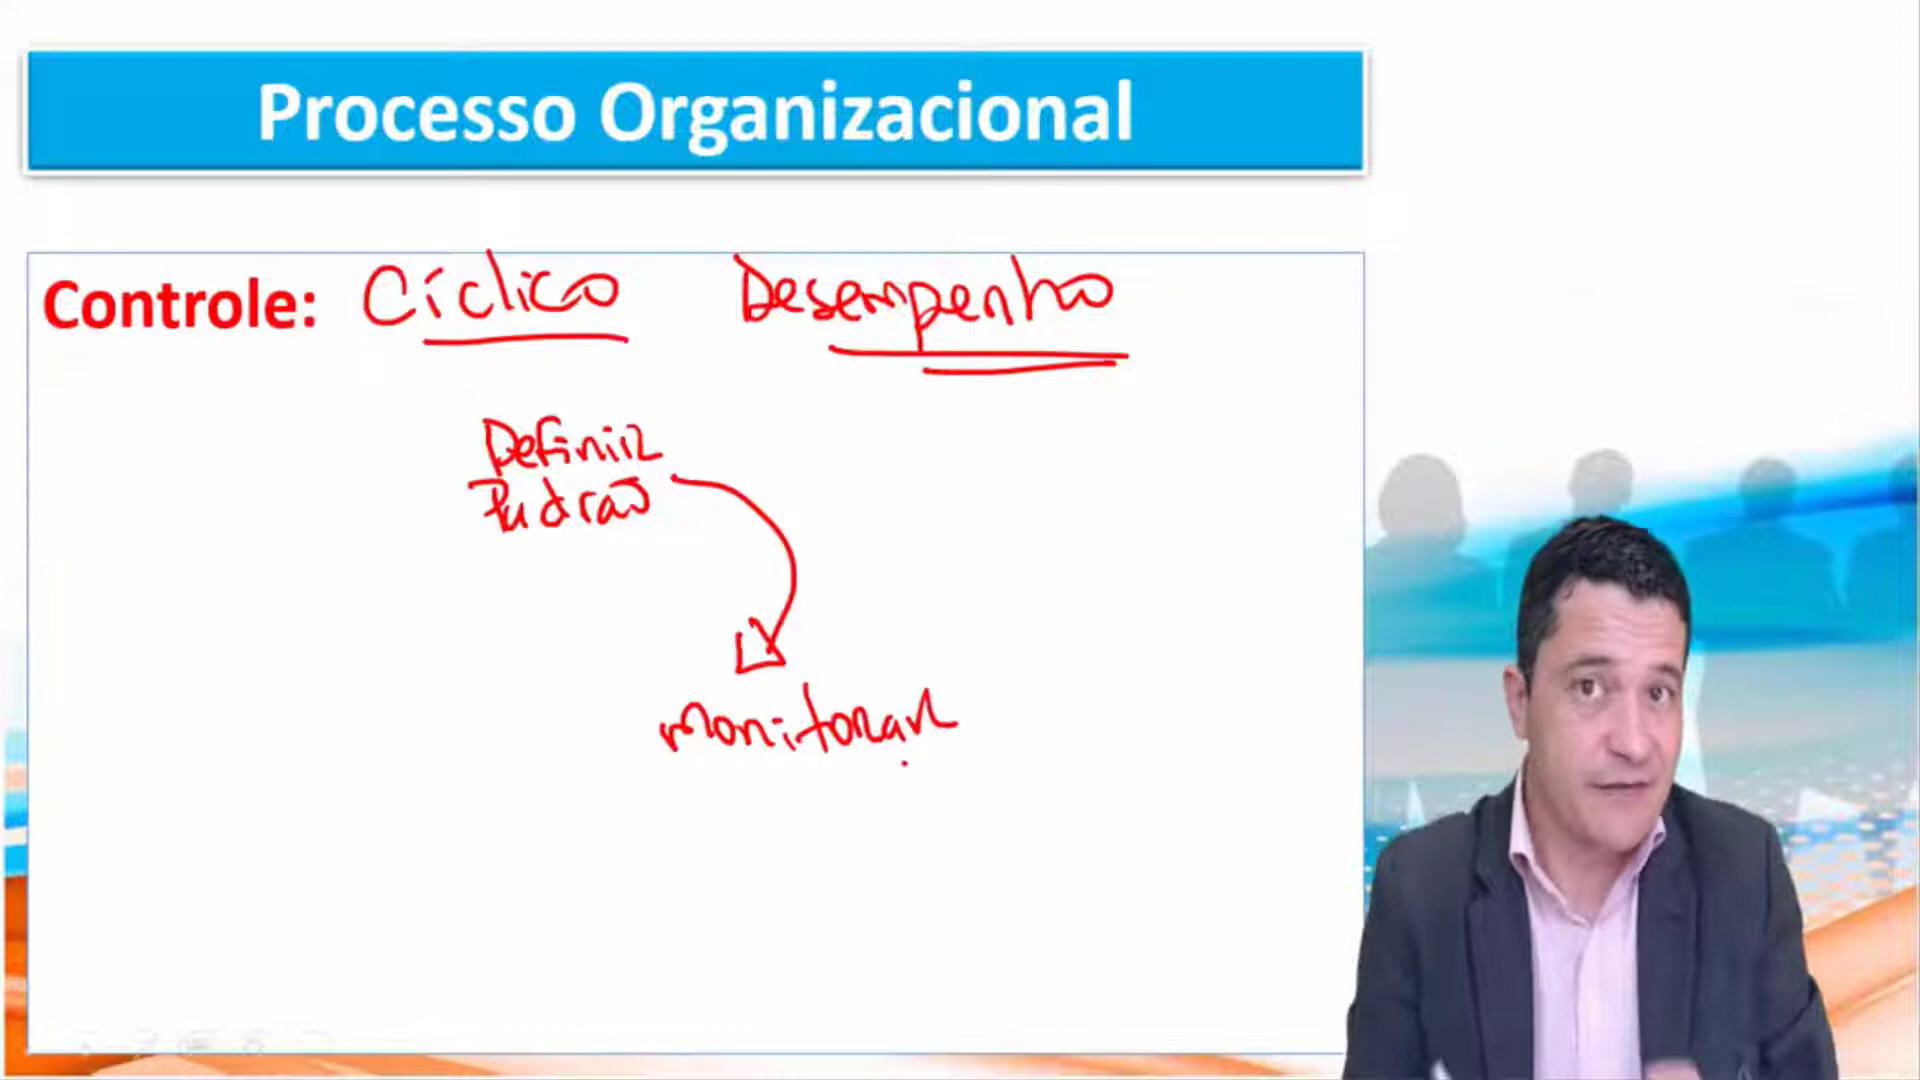 Processo Organizacional
Controle: Cíclico Desempenho
Definir
Padrão
monitorar